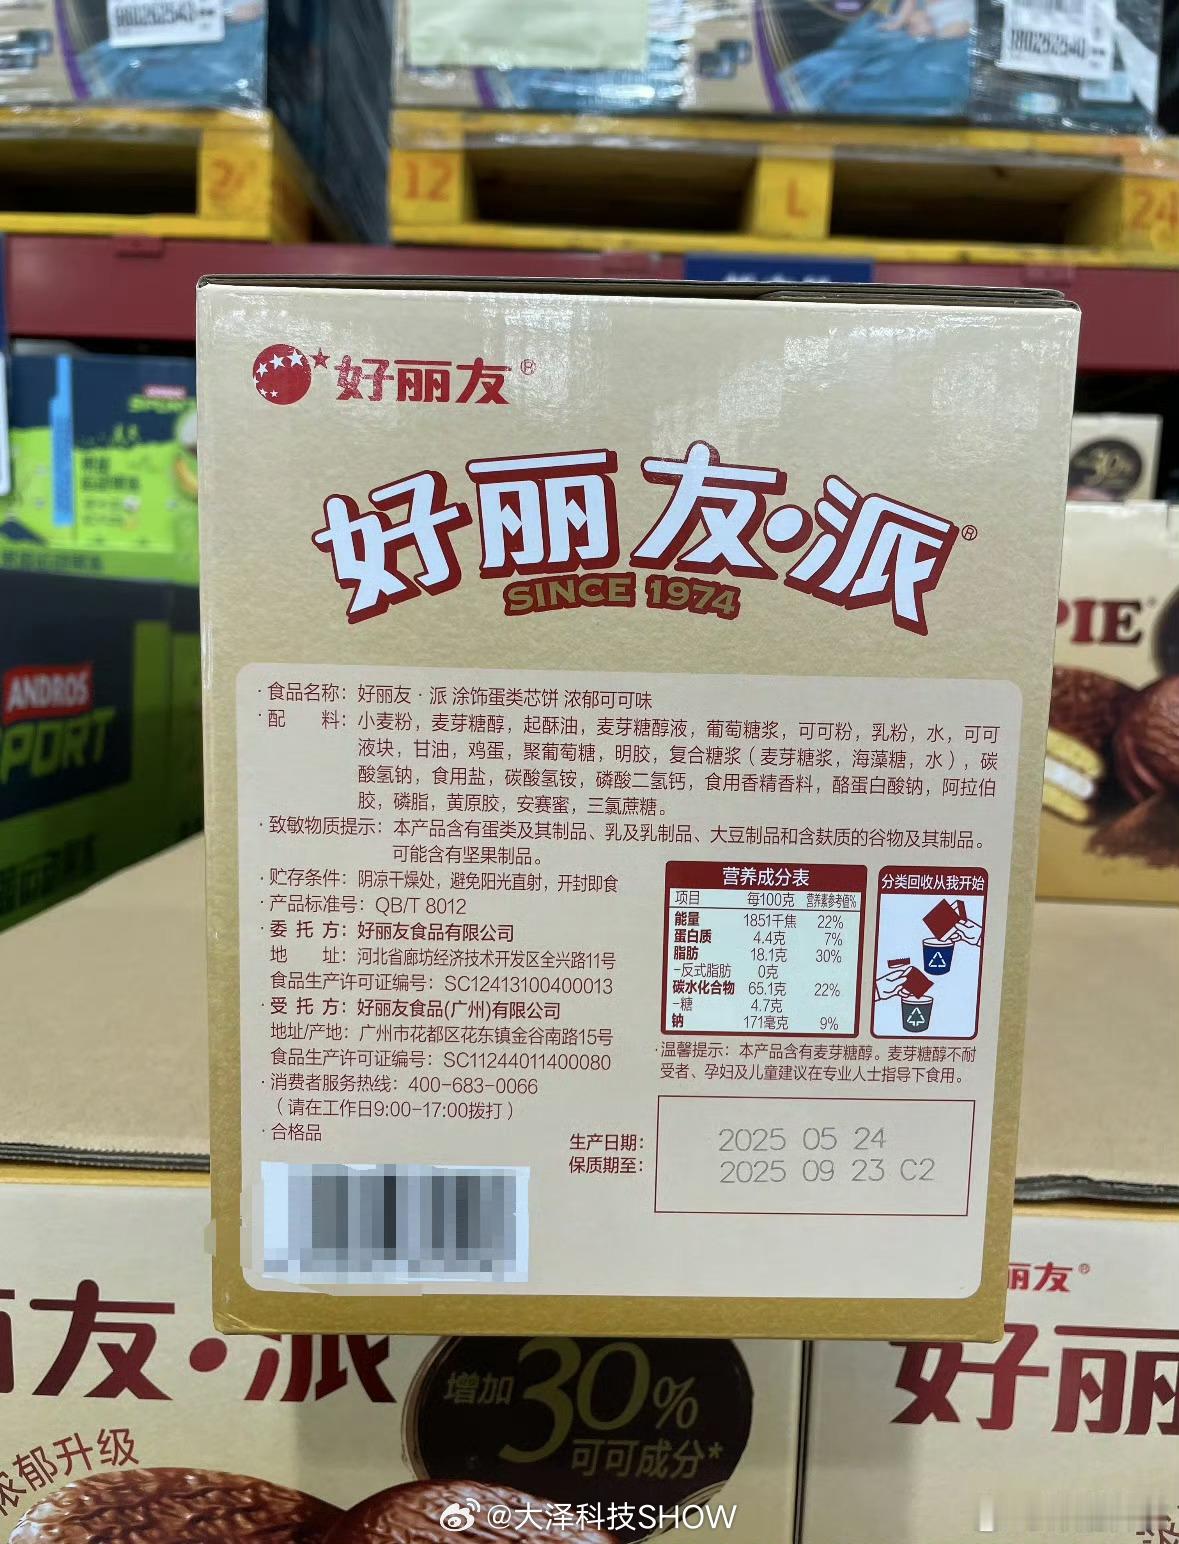 12
L
24
好丽友®
好丽友·派®
SINCE 1974
ANDROS
SPORT
PIE
·食品名称：好丽友·派 涂饰蛋类芯饼 浓郁可可味
·配　　料：小麦粉，麦芽糖醇，起酥油，麦芽糖醇液，葡萄糖浆，可可粉，乳粉，水，可可
液块，甘油，鸡蛋，聚葡萄糖，明胶，复合糖浆（麦芽糖浆，海藻糖，水），碳
酸氢钠，食用盐，碳酸氢铵，磷酸二氢钙，食用香精香料，酪蛋白酸钠，阿拉伯
胶，磷脂，黄原胶，安赛蜜，三氯蔗糖。
·致敏物质提示：本产品含有蛋类及其制品、乳及乳制品、大豆制品和含麸质的谷物及其制品。
可能含有坚果制品。
·贮存条件：阴凉干燥处，避免阳光直射，开封即食
·产品标准号：QB/T 8012
·委 托 方：好丽友食品有限公司
地　　址：河北省廊坊经济技术开发区全兴路11号
食品生产许可证编号：SC12413100400013
·受 托 方：好丽友食品(广州)有限公司
地址/产地：广州市花都区花东镇金谷南路15号
食品生产许可证编号：SC11244011400080
·消费者服务热线：400-683-0066
（请在工作日9:00-17:00拨打）
·合格品
营养成分表
项目 每100克 营养素参考值%
能量 1851千焦 22%
蛋白质 4.4克 7%
脂肪 18.1克 30%
-反式脂肪 0克
碳水化合物 65.1克 22%
-糖 4.7克
钠 171毫克 9%
分类回收从我开始
·温馨提示：本产品含有麦芽糖醇。麦芽糖醇不耐
受者、孕妇及儿童建议在专业人士指导下食用。
生产日期：2025 05 24
保质期至：2025 09 23 C2
丽友·派
浓郁升级
增加30%
可可成分*
丽友®
好丽
@大泽科技SHOW